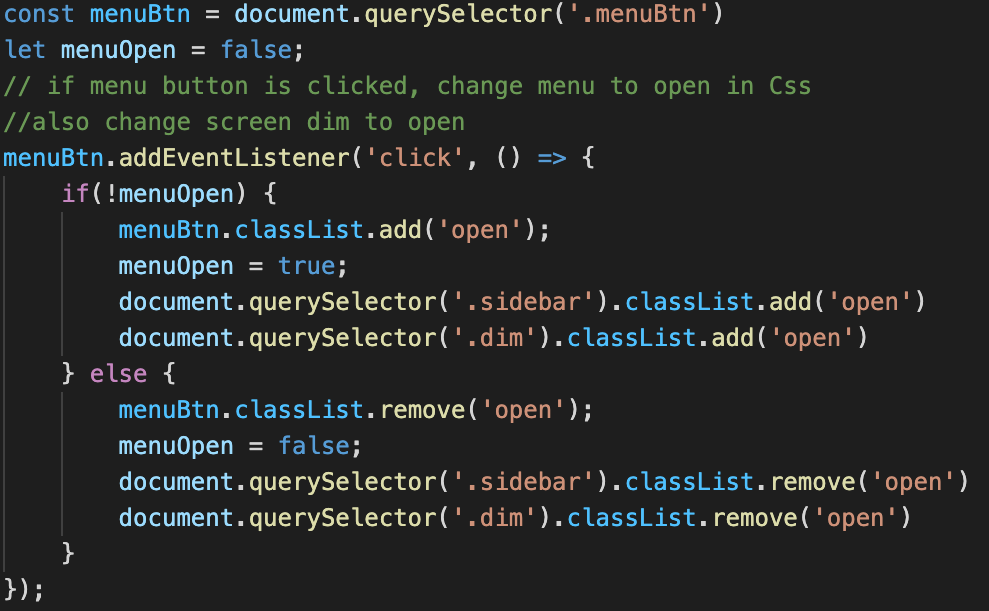 const menuBtn = document.querySelector('.menuBtn')
let menuOpen = false;
// if menu button is clicked, change menu to open in Css
//also change screen dim to open
menuBtn.addEventListener('click', () => {
    if(!menuOpen) {
        menuBtn.classList.add('open');
        menuOpen = true;
        document.querySelector('.sidebar').classList.add('open')
        document.querySelector('.dim').classList.add('open')
    } else {
        menuBtn.classList.remove('open');
        menuOpen = false;
        document.querySelector('.sidebar').classList.remove('open')
        document.querySelector('.dim').classList.remove('open')
    }
});